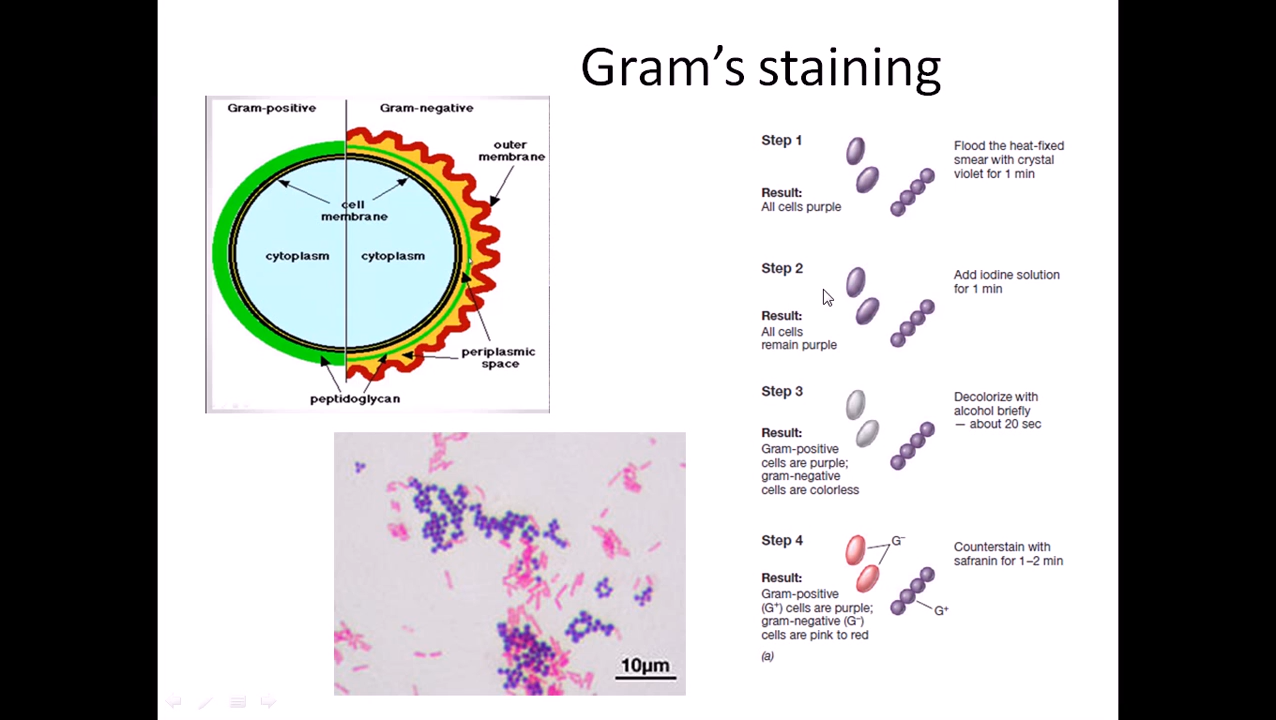 Gram's staining
Gram-positive
Gram-negative
outer
membrane
cell
membrane
cytoplasm
cytoplasm
periplasmic
space
peptidoglycan
10µm
Step 1
Flood the heat-fixed
smear with crystal
violet for 1 min
Result:
All cells purple
Step 2
Add iodine solution
for 1 min
Result:
All cells
remain purple
Step 3
Decolorize with
alcohol briefly
— about 20 sec
Result:
Gram-positive
cells are purple;
gram-negative
cells are colorless
Step 4
G⁻
Counterstain with
safranin for 1–2 min
Result:
Gram-positive
(G⁺) cells are purple;
gram-negative (G⁻)
cells are pink to red
G⁺
(a)